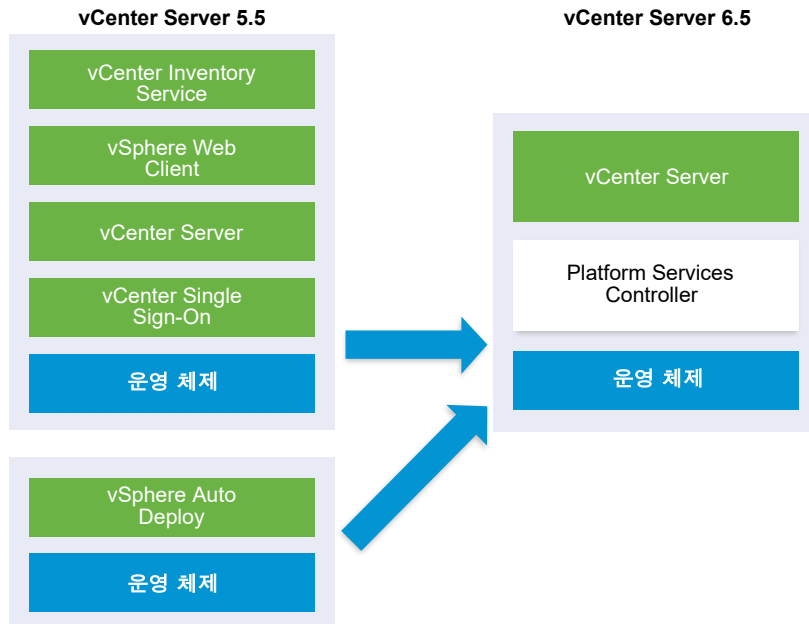 vCenter Server 5.5
vCenter Inventory
Service
vSphere Web
Client
vCenter Server
vCenter Single
Sign-On
운영 체제
vSphere Auto
Deploy
운영 체제
vCenter Server 6.5
vCenter Server
Platform Services
Controller
운영 체제